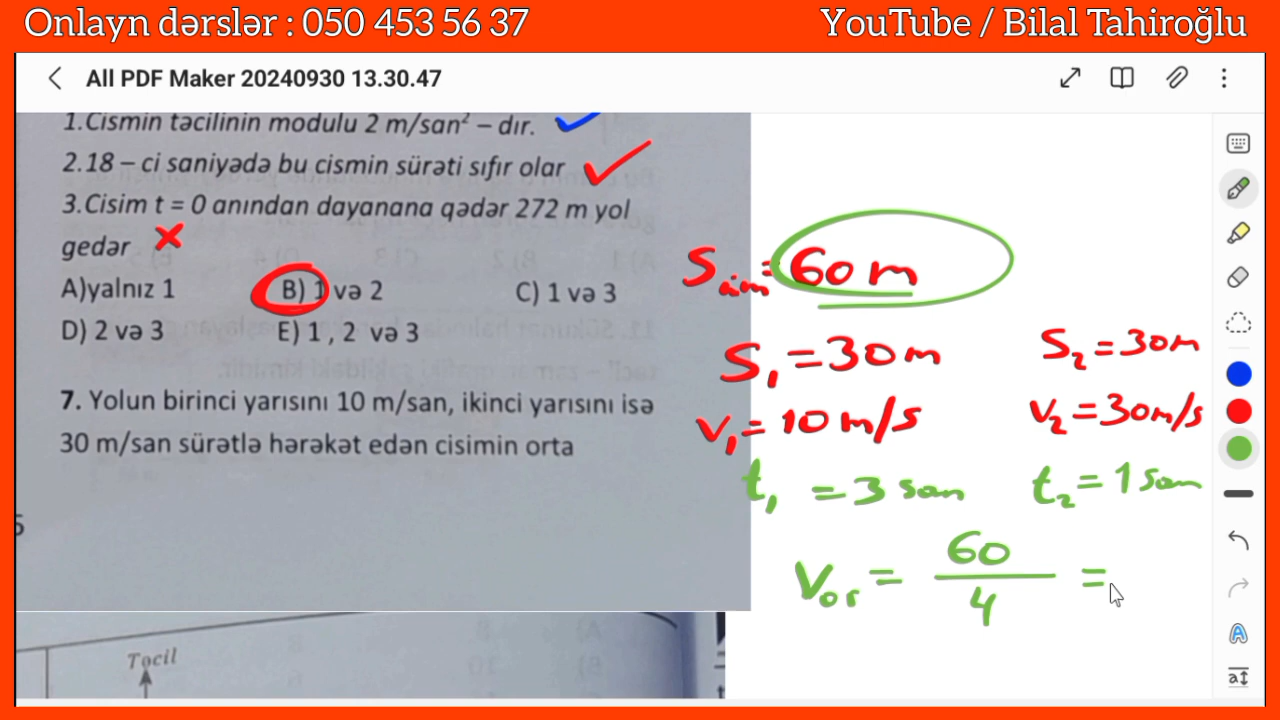 Onlayn dərslər : 050 453 56 37
YouTube / Bilal Tahiroğlu
All PDF Maker 20240930 13.30.47
1.Cismin təcilinin modulu 2 m/san² – dır.
2.18 – ci saniyədə bu cismin sürəti sıfır olar
3.Cisim t = 0 anından dayanana qədər 272 m yol
gedər
A)yalnız 1 B) 1 və 2 C) 1 və 3
D) 2 və 3 E) 1 , 2 və 3
7. Yolun birinci yarısını 10 m/san, ikinci yarısını isə
30 m/san sürətlə hərəkət edən cisimin orta
Təcil
= 60 m
S₁ = 30 m S₂ = 30m
V₁ = 10 m/s V₂ = 30m/s
t₁ = 3 san t₂ = 1 san
Vor = 60/4 =